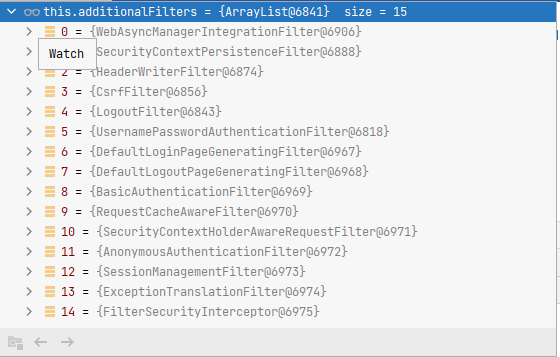 this.additionalFilters = {ArrayList@6841} size = 15
0 = {WebAsyncManagerIntegrationFilter@6906}
Watch
SecurityContextPersistenceFilter@6888}
2 = {HeaderWriterFilter@6874}
3 = {CsrfFilter@6856}
4 = {LogoutFilter@6843}
5 = {UsernamePasswordAuthenticationFilter@6818}
6 = {DefaultLoginPageGeneratingFilter@6967}
7 = {DefaultLogoutPageGeneratingFilter@6968}
8 = {BasicAuthenticationFilter@6969}
9 = {RequestCacheAwareFilter@6970}
10 = {SecurityContextHolderAwareRequestFilter@6971}
11 = {AnonymousAuthenticationFilter@6972}
12 = {SessionManagementFilter@6973}
13 = {ExceptionTranslationFilter@6974}
14 = {FilterSecurityInterceptor@6975}